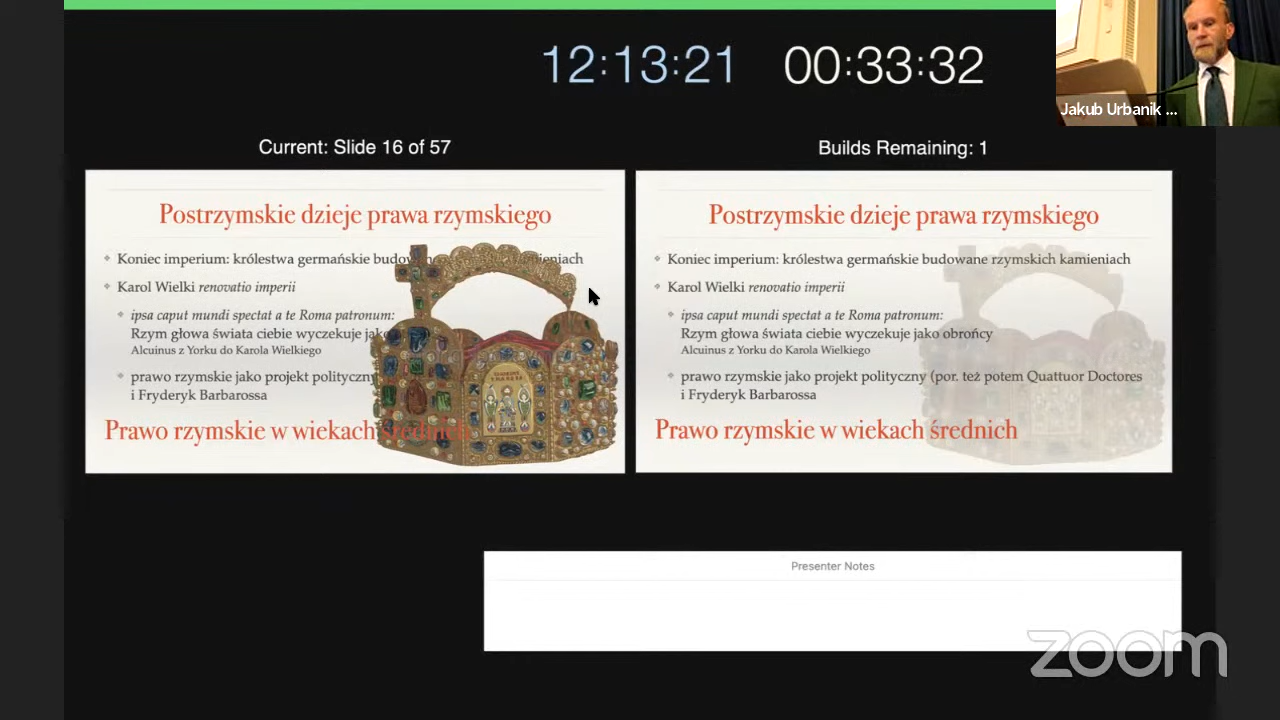 12:13:21 00:33:32
Jakub Urbanik ...
Current: Slide 16 of 57
Builds Remaining: 1
Postrzymskie dzieje prawa rzymskiego
Koniec imperium: królestwa germańskie
Karol Wielki renovatio imperii
ipsa caput mundi spectat a te Roma patronum:
Rzym głowa świata ciebie wyczekuje
Alcuinus z Yorku do Karola Wielkiego
prawo rzymskie jako projekt polityczny
i Fryderyk Barbarossa
Prawo rzymskie w wiekach średnich
Postrzymskie dzieje prawa rzymskiego
Koniec imperium: królestwa germańskie budowane rzymskich kamieniach
Karol Wielki renovatio imperii
ipsa caput mundi spectat a te Roma patronum:
Rzym głowa świata ciebie wyczekuje jako obrońcy
Alcuinus z Yorku do Karola Wielkiego
prawo rzymskie jako projekt polityczny (por. też potem Quattuor Doctores
i Fryderyk Barbarossa
Prawo rzymskie w wiekach średnich
Presenter Notes
zoom